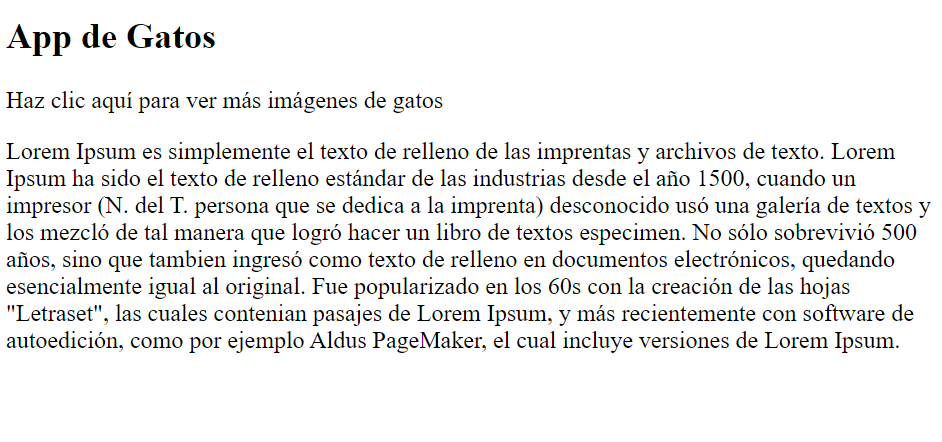 App de Gatos
Haz clic aquí para ver más imágenes de gatos
Lorem Ipsum es simplemente el texto de relleno de las imprentas y archivos de texto. Lorem
Ipsum ha sido el texto de relleno estándar de las industrias desde el año 1500, cuando un
impresor (N. del T. persona que se dedica a la imprenta) desconocido usó una galería de textos y
los mezcló de tal manera que logró hacer un libro de textos especimen. No sólo sobrevivió 500
años, sino que tambien ingresó como texto de relleno en documentos electrónicos, quedando
esencialmente igual al original. Fue popularizado en los 60s con la creación de las hojas
"Letraset", las cuales contenian pasajes de Lorem Ipsum, y más recientemente con software de
autoedición, como por ejemplo Aldus PageMaker, el cual incluye versiones de Lorem Ipsum.